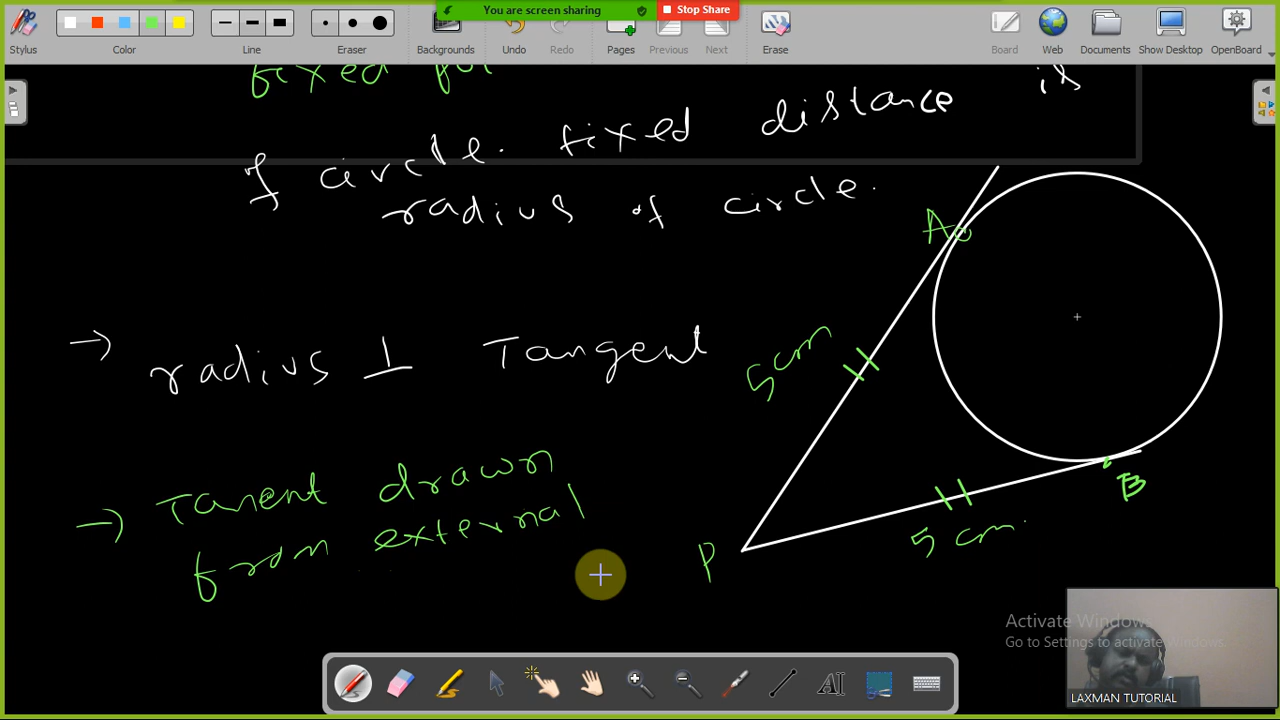 You are screen sharing
Stop Share
Stylus
Color
Line
Eraser
Backgrounds
Undo
Redo
Pages
Previous
Next
Erase
Board
Web
Documents
Show Desktop
OpenBoard
fixed
of circle. fixed distance is
radius of circle.
A
→ radius ⊥ Tangent
5 cm
→ Tanent drawn
from external
P
B
5 cm
Activate Windows
Go to Settings to activate Windows.
LAXMAN TUTORIAL